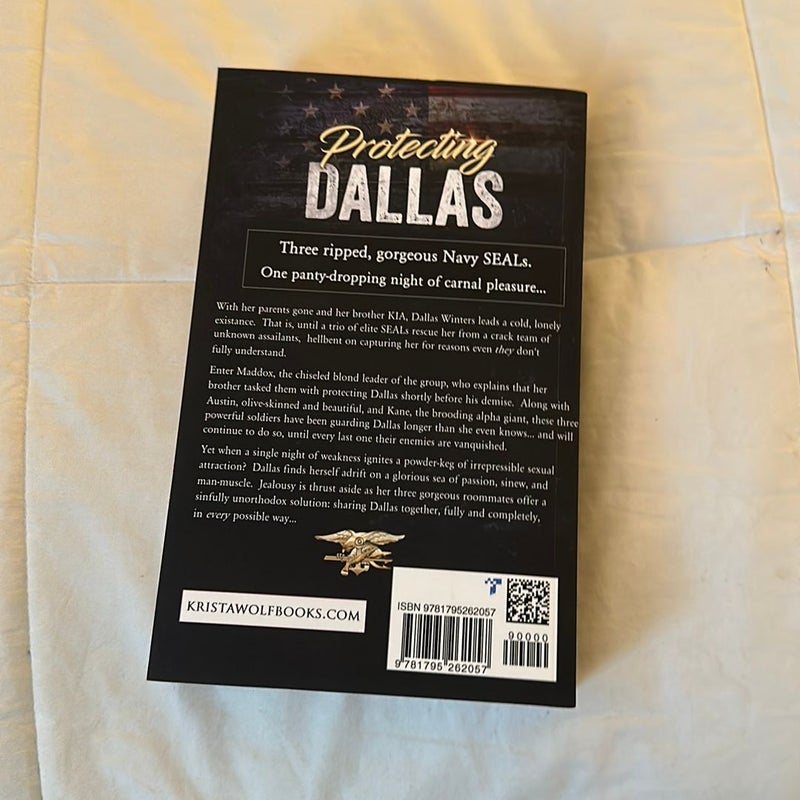 Protecting
DALLAS
Three ripped, gorgeous Navy SEALs.
One panty-dropping night of carnal pleasure...
With her parents gone and her brother KIA, Dallas Winters leads a cold, lonely
existance. That is, until a trio of elite SEALs rescue her from a crack team of
unknown assailants, hellbent on capturing her for reasons even they don't
fully understand.
Enter Maddox, the chiseled blond leader of the group, who explains that her
brother tasked them with protecting Dallas shortly before his demise. Along with
Austin, olive-skinned and beautiful, and Kane, the brooding alpha giant, these three
powerful soldiers have been guarding Dallas longer than she even knows... and will
continue to do so, until every last one their enemies are vanquished.
Yet when a single night of weakness ignites a powder-keg of irrepressible sexual
attraction? Dallas finds herself adrift on a glorious sea of passion, sinew, and
man-muscle. Jealousy is thrust aside as her three gorgeous roommates offer a
sinfully unorthodox solution: sharing Dallas together, fully and completely,
in every possible way...
KRISTAWOLFBOOKS.COM
ISBN 9781795262057
90000
9 781795 262057